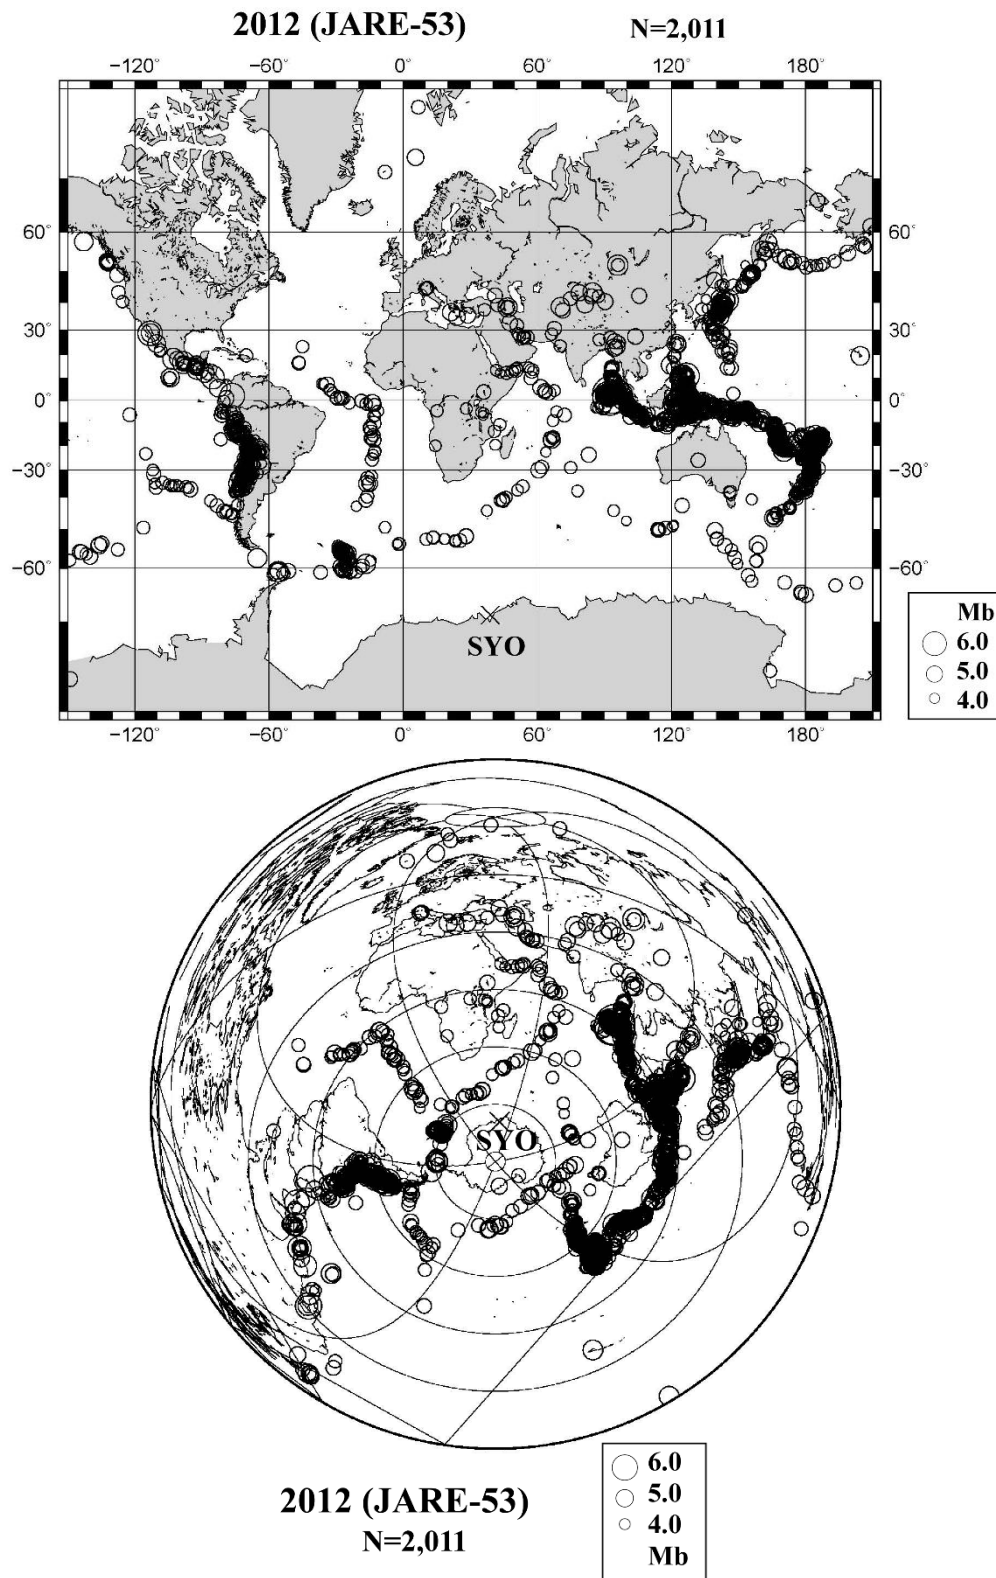 2012 (JARE-53) N=2,011
−120° −60° 0° 60° 120° 180°
60° 60°
30° 30°
0° 0°
−30° −30°
−60° −60°
SYO
Mb
6.0
5.0
4.0
−120° −60° 0° 60° 120° 180°
SYO
6.0
5.0
4.0
Mb
2012 (JARE-53)
N=2,011